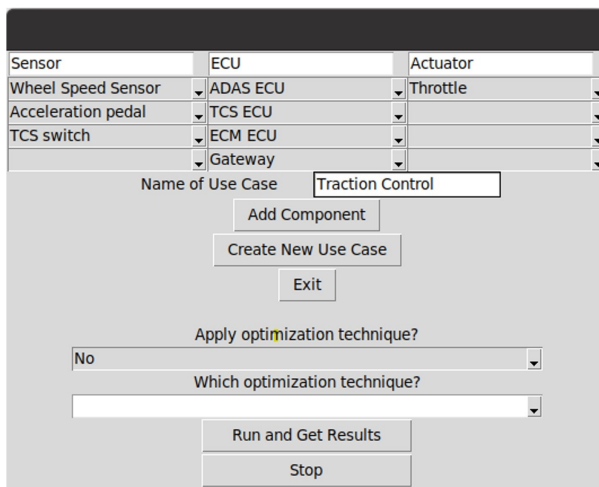 Sensor ECU Actuator
Wheel Speed Sensor ADAS ECU Throttle
Acceleration pedal TCS ECU
TCS switch ECM ECU
Gateway
Name of Use Case Traction Control
Add Component
Create New Use Case
Exit
Apply optimization technique?
No
Which optimization technique?
Run and Get Results
Stop